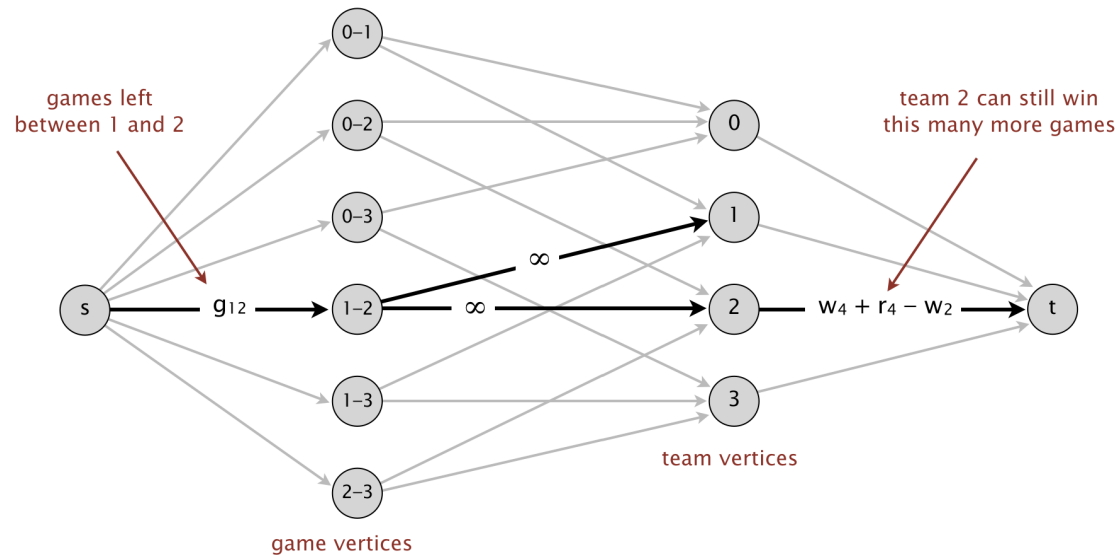 0–1
games left
between 1 and 2
team 2 can still win
this many more games
0–2
0
0–3
1
∞
s
g12
1–2
∞
2
w4 + r4 – w2
t
1–3
3
team vertices
2–3
game vertices